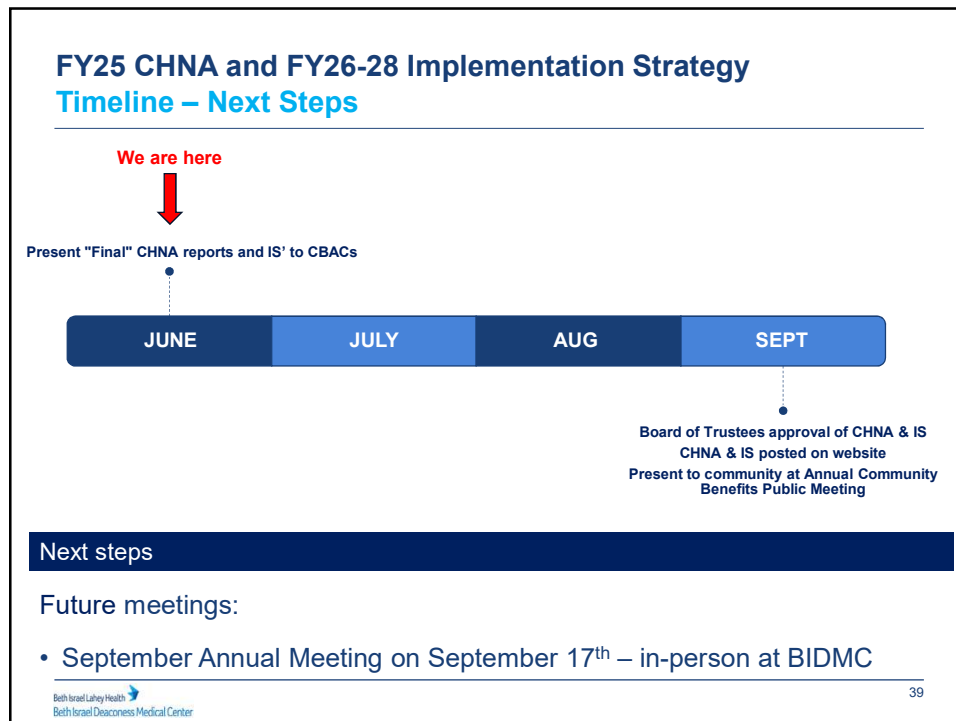 FY25 CHNA and FY26-28 Implementation Strategy
Timeline – Next Steps
We are here
Present "Final" CHNA reports and IS’ to CBACs
JUNE
JULY
AUG
SEPT
Board of Trustees approval of CHNA & IS
CHNA & IS posted on website
Present to community at Annual Community
Benefits Public Meeting
Next steps
Future meetings:
• September Annual Meeting on September 17th – in-person at BIDMC
Beth Israel Lahey Health
Beth Israel Deaconess Medical Center
39